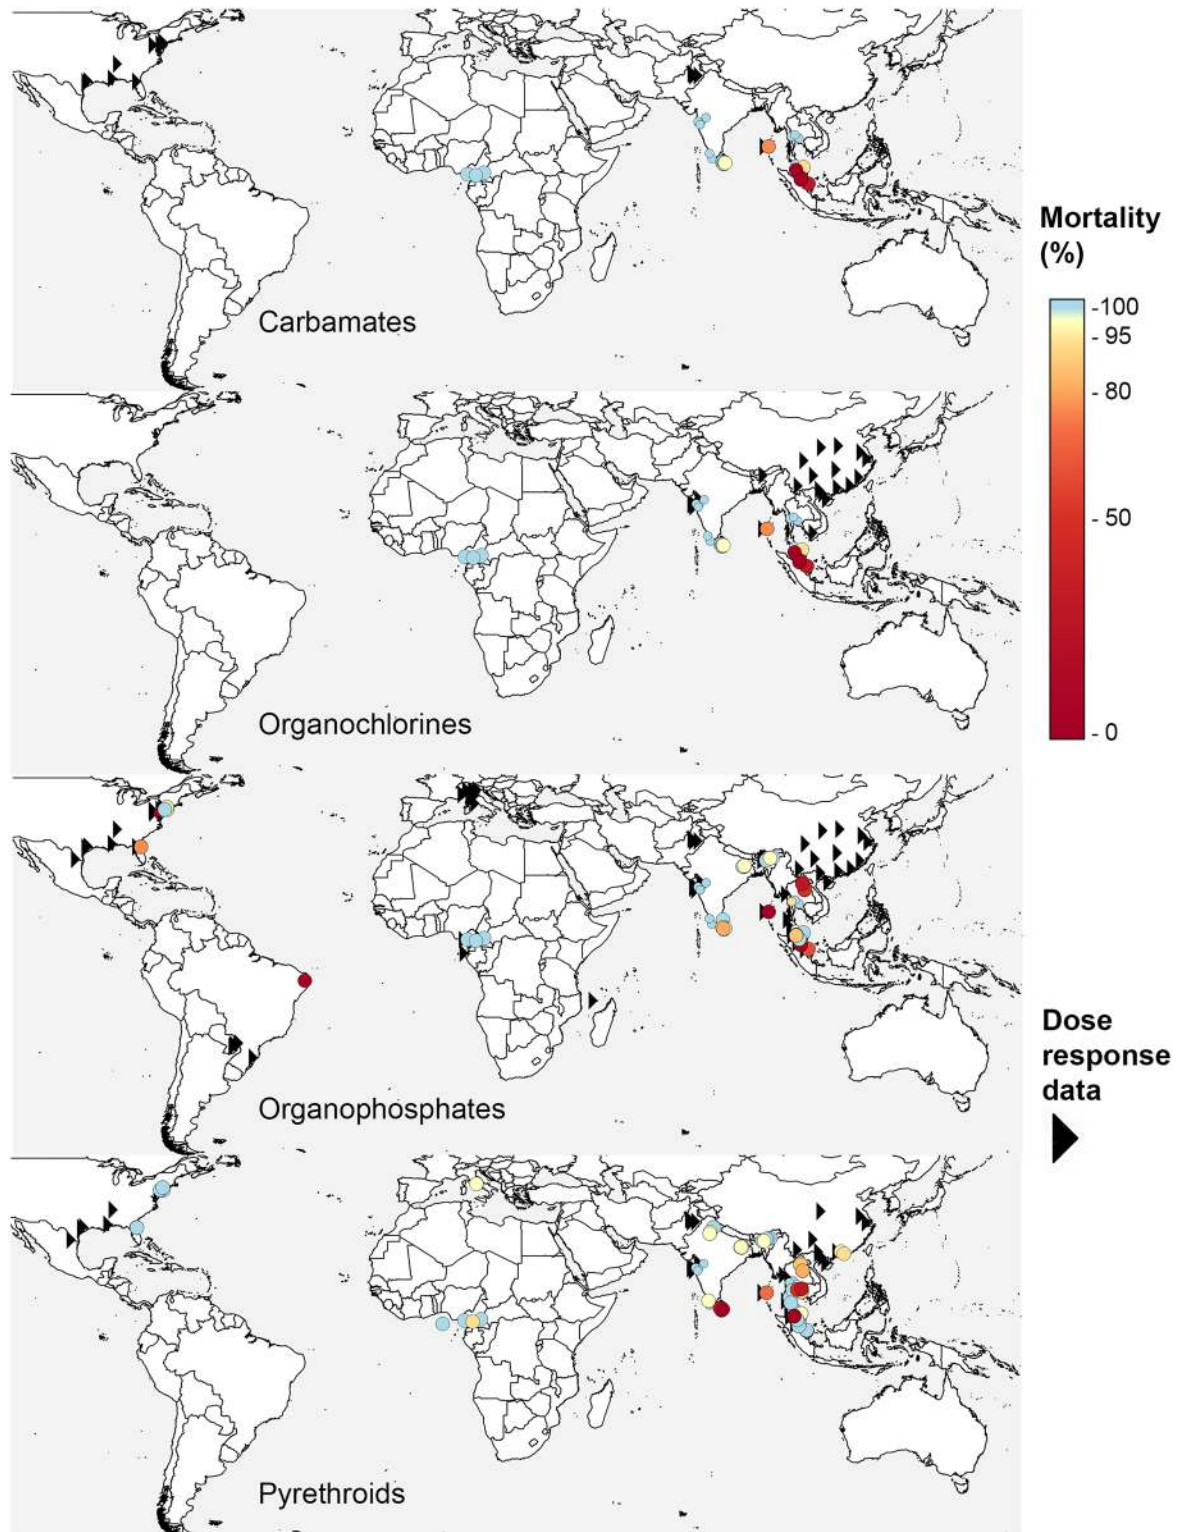 Carbamates
Mortality
(%)
-100
- 95
- 80
- 50
- 0
Organochlorines
Organophosphates
Dose
response
data
Pyrethroids